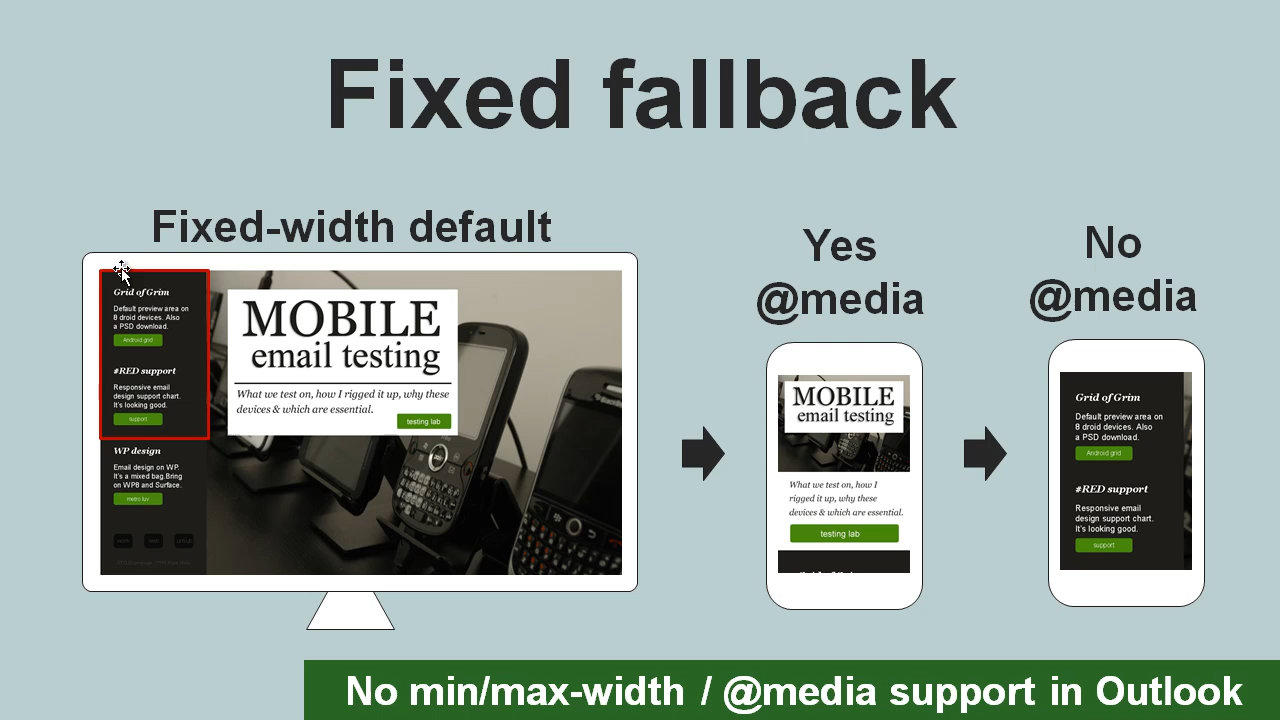 Fixed fallback
Fixed-width default
Grid of Grim
Default preview area on
8 droid devices. Also
a PSD download.
Android grid
#RED support
Responsive email
design support chart.
It's looking good.
support
WP design
Email design on WP.
It's a mixed bag.Bring
on WP8 and Surface.
metro luv
MOBILE
email testing
What we test on, how I rigged it up, why these
devices & which are essential.
testing lab
Yes
@media
MOBILE
email testing
What we test on, how I
rigged it up, why these
devices & which are essential.
testing lab
No
@media
Grid of Grim
Default preview area on
8 droid devices. Also
a PSD download.
Android grid
#RED support
Responsive email
design support chart.
It's looking good.
support
No min/max-width / @media support in Outlook